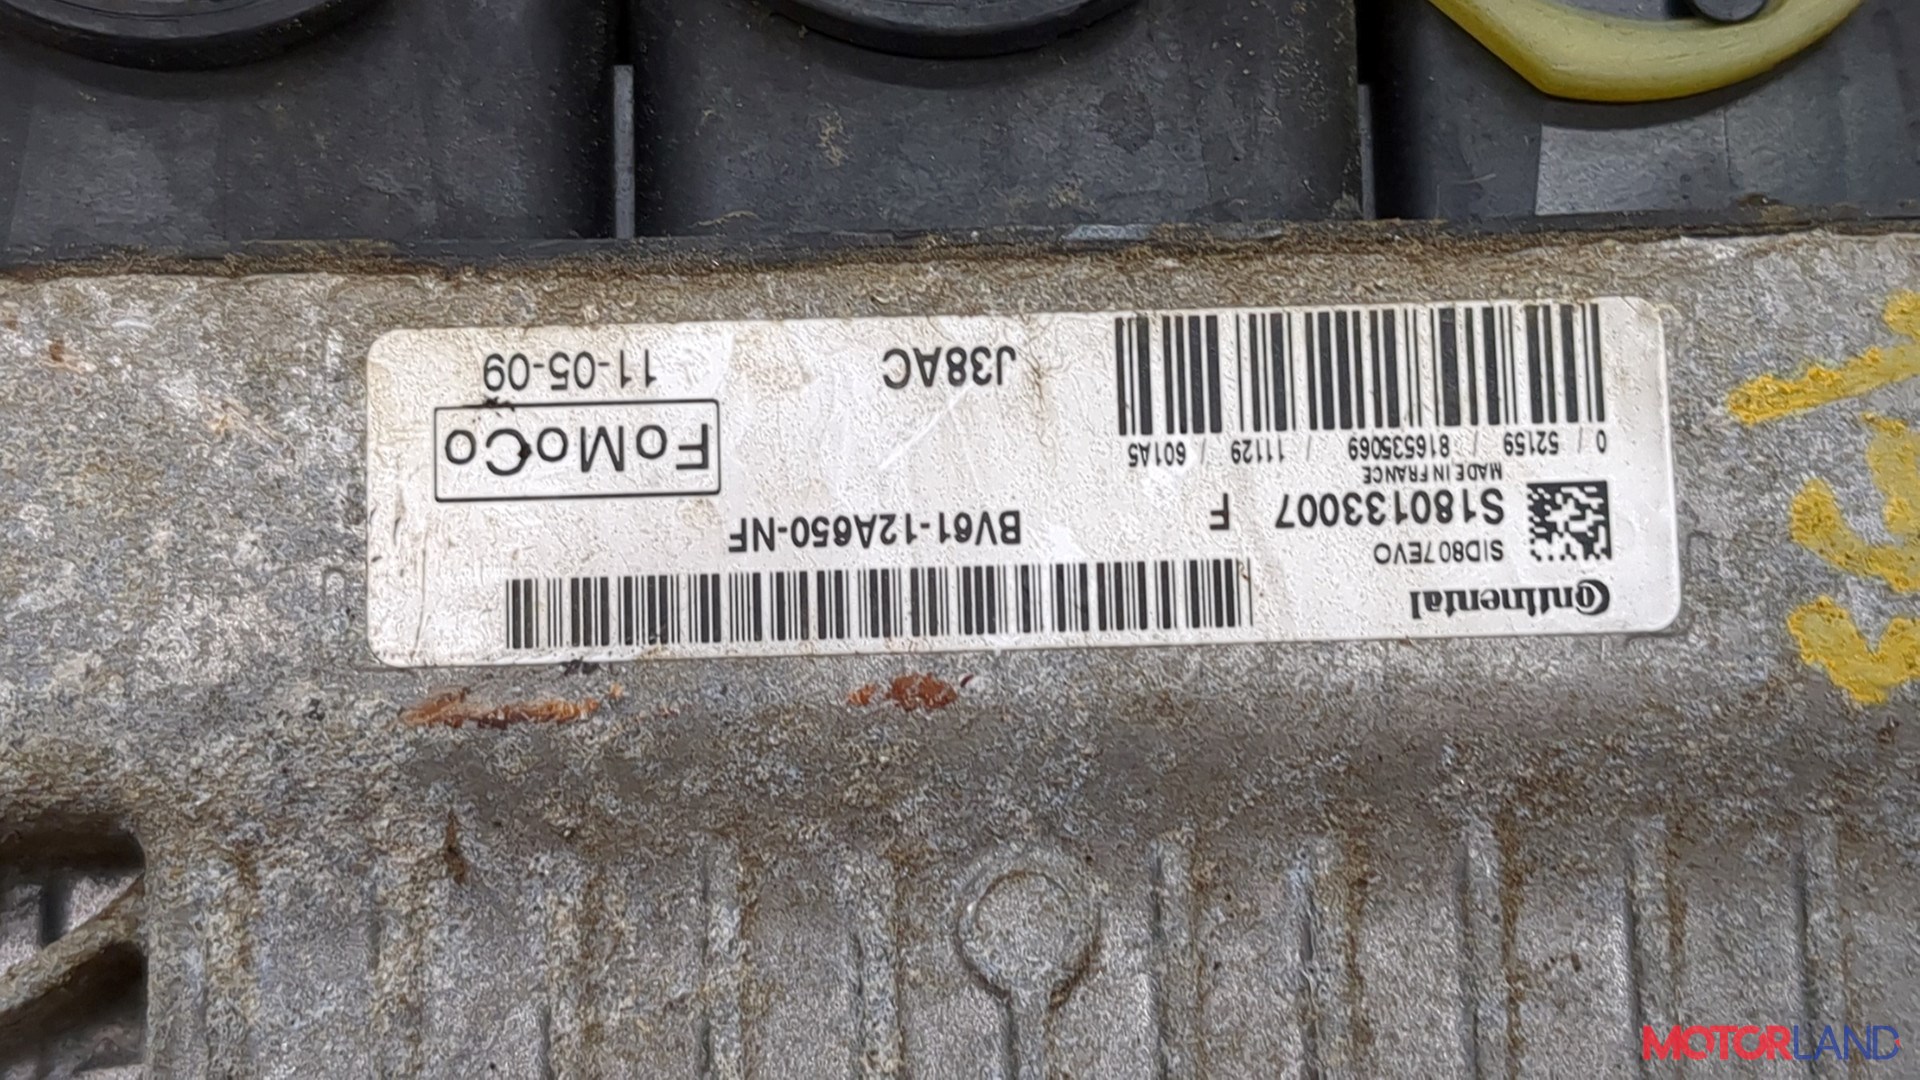 Continental
SID807EVO
S180133007 F
MADE IN FRANCE
0 / 52159 / 816535069 / 11129 / 601A5
BV61-12A650-NF
FoMoCo
J38AC
11-05-09
MOTORLAND